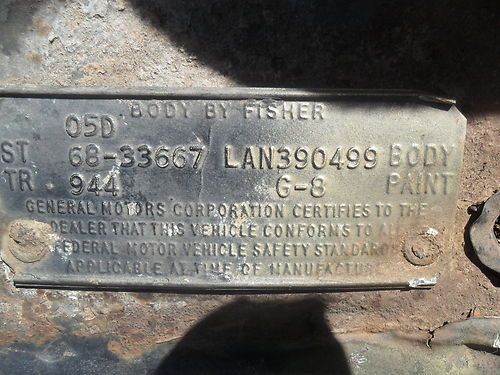 BODY BY FISHER
05D
ST 68-33667 LAN390499 BODY
TR 944 G-8 PAINT
GENERAL MOTORS CORPORATION CERTIFIES TO THE
DEALER THAT THIS VEHICLE CONFORMS TO
FEDERAL MOTOR VEHICLE SAFETY STANDARDS
APPLICABLE AT TIME OF MANUFACTURE